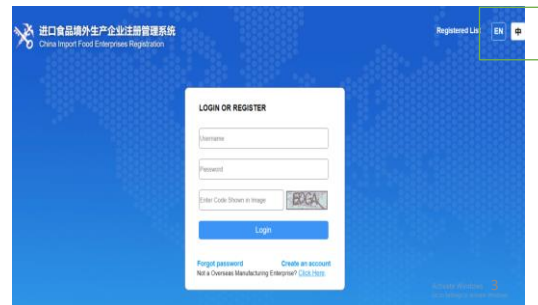 进口食品境外生产企业注册管理系统
China Import Food Enterprises Registration
Registered List
EN
中
LOGIN OR REGISTER
Username
Password
Enter Code Shown in Image
Login
Forgot password
Create an account
Not a Overseas Manufacturing Enterprise? Click Here.
3